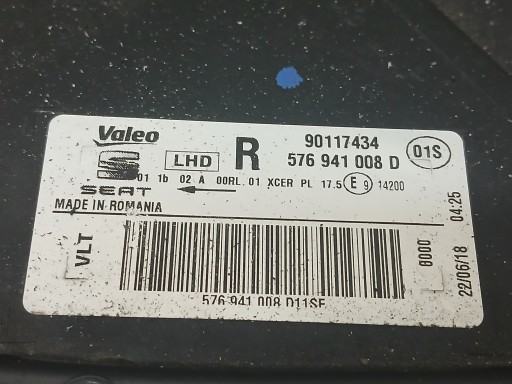 Valeo
LHD
R
90117434
576 941 008 D
01S
SEAT
01 1b 02 A 00RL.01 XCER PL 17.5 E 9 14200
MADE IN ROMANIA
VLT
576 941 008 D11SF
0000
22/06/18 04:25